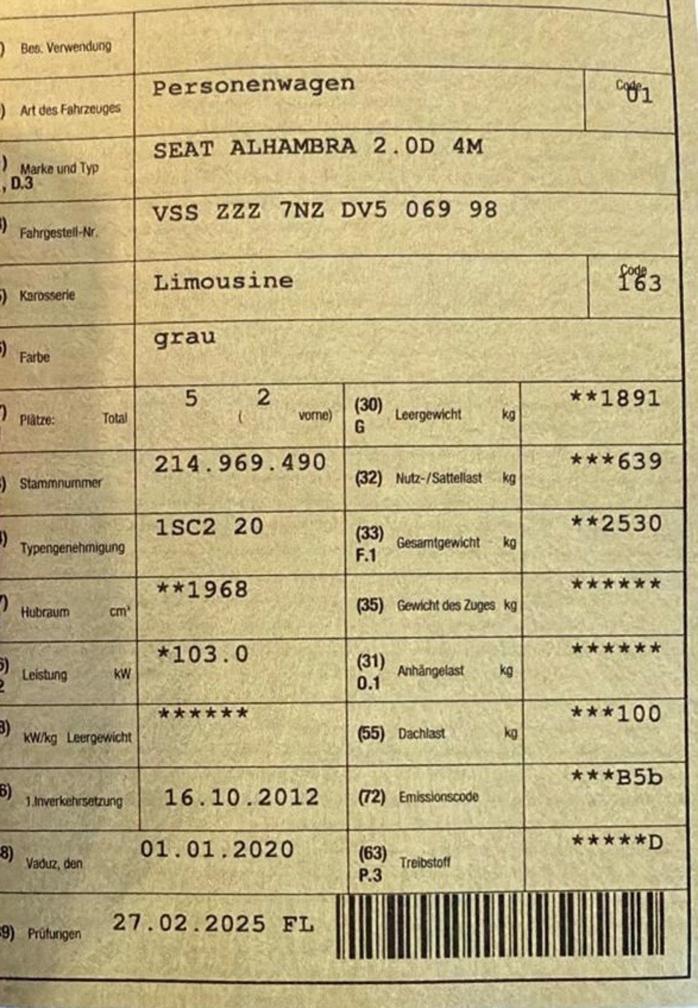 ) Bes. Verwendung
) Art des Fahrzeuges Personenwagen Code 01
) Marke und Typ SEAT ALHAMBRA 2.0D 4M
, D.3
) Fahrgestell-Nr. VSS ZZZ 7NZ DV5 069 98
) Karosserie Limousine Code 163
) Farbe grau
) Plätze: Total 5 ( 2 vorne) (30) G Leergewicht kg **1891
) Stammnummer 214.969.490 (32) Nutz-/Sattellast kg ***639
) Typengenehmigung 1SC2 20 (33) F.1 Gesamtgewicht kg **2530
) Hubraum cm³ **1968 (35) Gewicht des Zuges kg ******
) Leistung kW *103.0 (31) O.1 Anhängelast kg ******
) kW/kg Leergewicht ****** (55) Dachlast kg ***100
6) 1.Inverkehrsetzung 16.10.2012 (72) Emissionscode ***B5b
8) Vaduz, den 01.01.2020 (63) P.3 Treibstoff *****D
9) Prüfungen 27.02.2025 FL